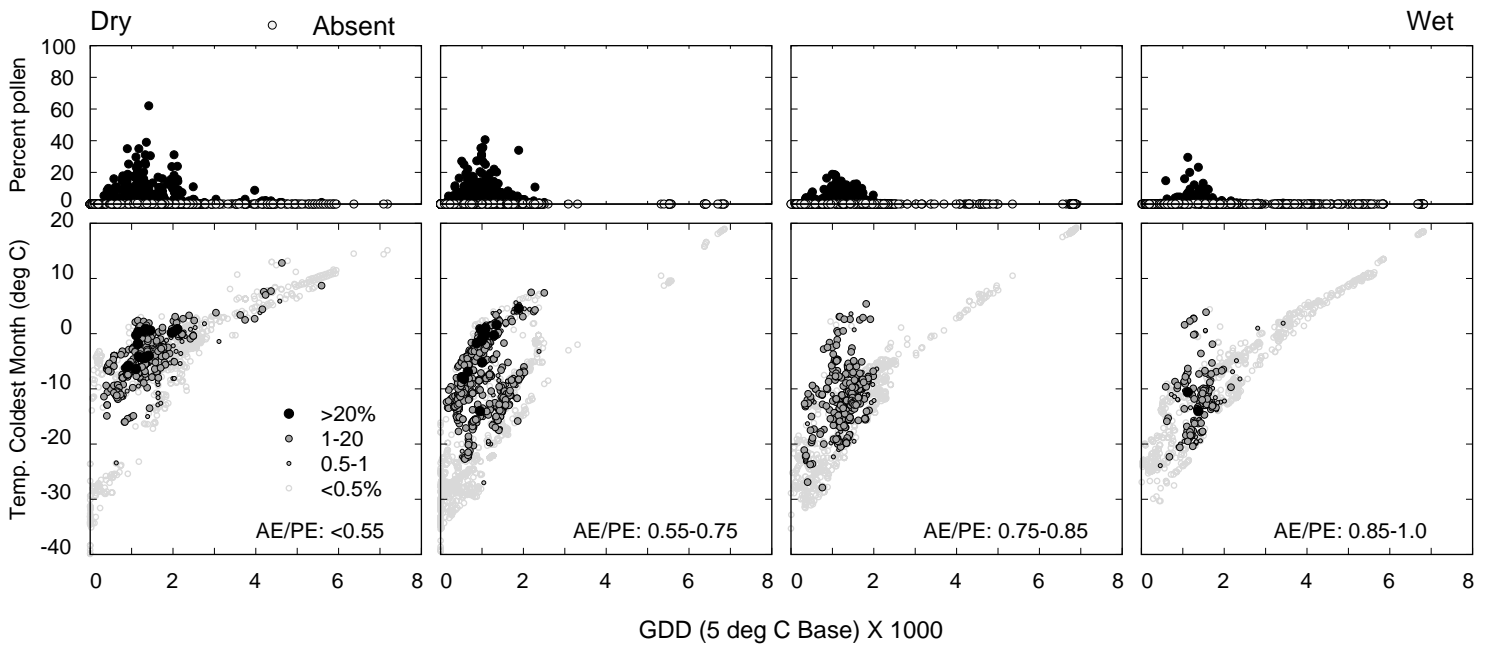 Dry
Absent
Wet
Percent pollen
100
80
60
40
20
0
Temp. Coldest Month (deg C)
20
10
0
-10
-20
-30
-40
>20%
1-20
0.5-1
<0.5%
AE/PE: <0.55
AE/PE: 0.55-0.75
AE/PE: 0.75-0.85
AE/PE: 0.85-1.0
0 2 4 6 8
0 2 4 6 8
0 2 4 6 8
0 2 4 6 8
GDD (5 deg C Base) X 1000